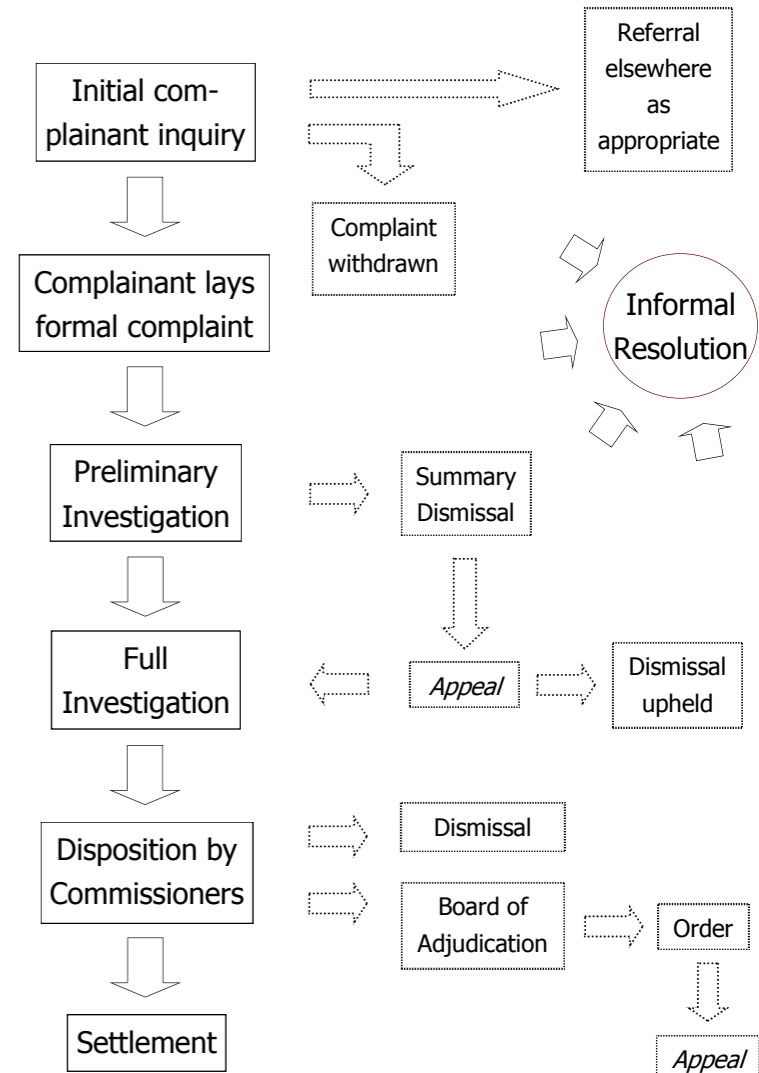 Initial com-
plainant inquiry
Referral
elsewhere
as
appropriate
Complaint
withdrawn
Complainant lays
formal complaint
Informal
Resolution
Preliminary
Investigation
Summary
Dismissal
Full
Investigation
Appeal
Dismissal
upheld
Disposition by
Commissioners
Dismissal
Board of
Adjudication
Order
Settlement
Appeal